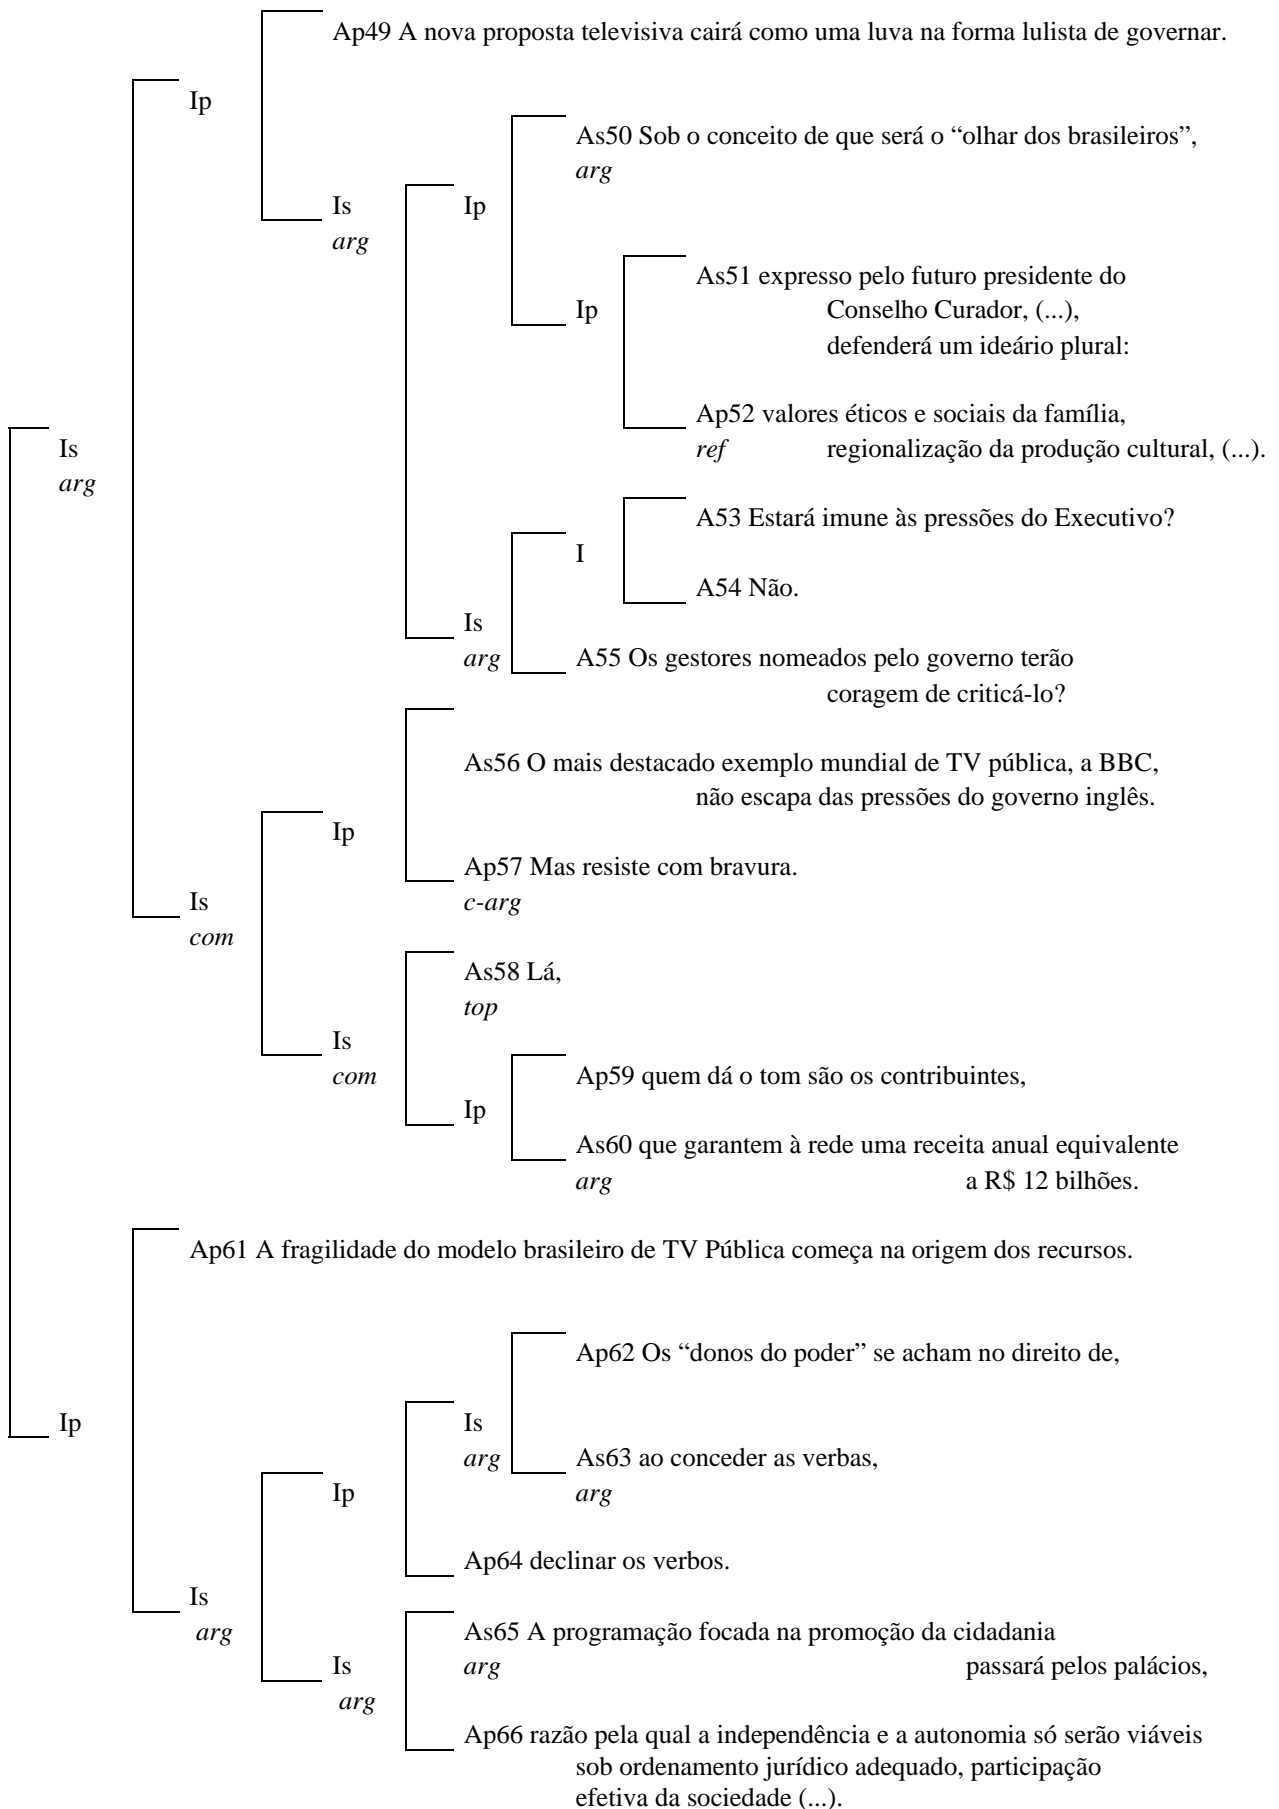 Ap49 A nova proposta televisiva cairá como uma luva na forma lulista de governar.
Ip
As50 Sob o conceito de que será o “olhar dos brasileiros”,
arg
Is
Ip
arg
As51 expresso pelo futuro presidente do
Ip
Conselho Curador, (...),
defenderá um ideário plural:
Ap52 valores éticos e sociais da família,
Is
ref
regionalização da produção cultural, (...).
arg
A53 Estará imune às pressões do Executivo?
I
A54 Não.
Is
arg
A55 Os gestores nomeados pelo governo terão
coragem de criticá-lo?
As56 O mais destacado exemplo mundial de TV pública, a BBC,
não escapa das pressões do governo inglês.
Ip
Ap57 Mas resiste com bravura.
Is
c-arg
com
As58 Lá,
top
Is
com
Ap59 quem dá o tom são os contribuintes,
Ip
As60 que garantem à rede uma receita anual equivalente
arg
a R$ 12 bilhões.
Ap61 A fragilidade do modelo brasileiro de TV Pública começa na origem dos recursos.
Ap62 Os “donos do poder” se acham no direito de,
Ip
Is
arg
As63 ao conceder as verbas,
Ip
arg
Ap64 declinar os verbos.
Is
arg
As65 A programação focada na promoção da cidadania
Is
arg
passará pelos palácios,
arg
Ap66 razão pela qual a independência e a autonomia só serão viáveis
sob ordenamento jurídico adequado, participação
efetiva da sociedade (...).